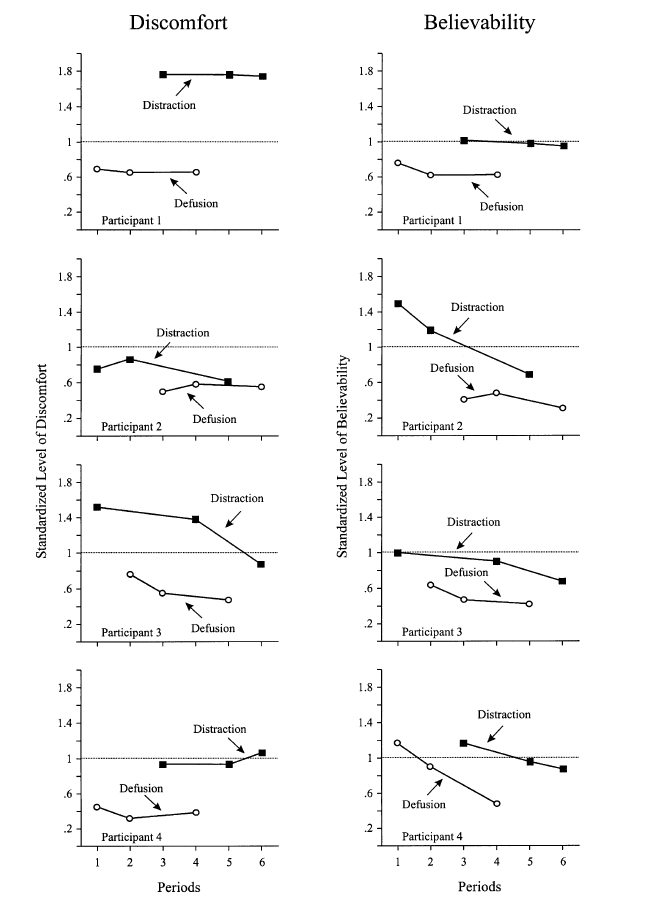 Discomfort
Believability
Standardized Level of Discomfort
1.8
1.4
1
.6
.2
Distraction
Defusion
Participant 1
1.8
1.4
1
.6
.2
Distraction
Defusion
Participant 2
1.8
1.4
1
.6
.2
Distraction
Defusion
Participant 3
1.8
1.4
1
.6
.2
Distraction
Defusion
Participant 4
1 2 3 4 5 6
Periods
Standardized Level of Believability
1.8
1.4
1
.6
.2
Distraction
Defusion
Participant 1
1.8
1.4
1
.6
.2
Distraction
Defusion
Participant 2
1.8
1.4
1
.6
.2
Distraction
Defusion
Participant 3
1.8
1.4
1
.6
.2
Distraction
Defusion
Participant 4
1 2 3 4 5 6
Periods